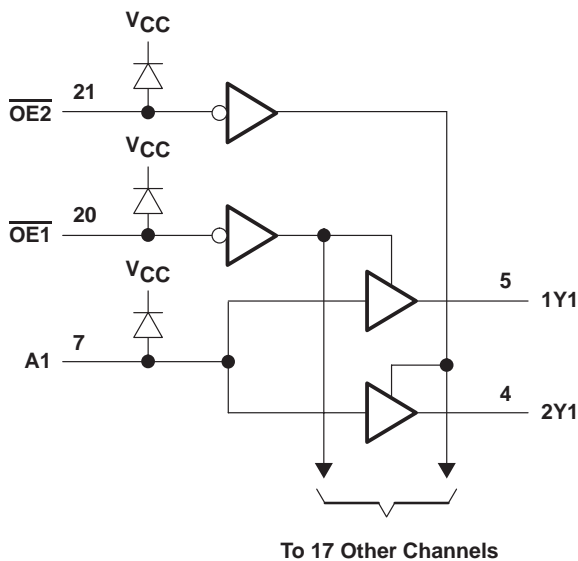 VCC
21
OE2
VCC
20
OE1
VCC
5
1Y1
7
A1
4
2Y1
To 17 Other Channels